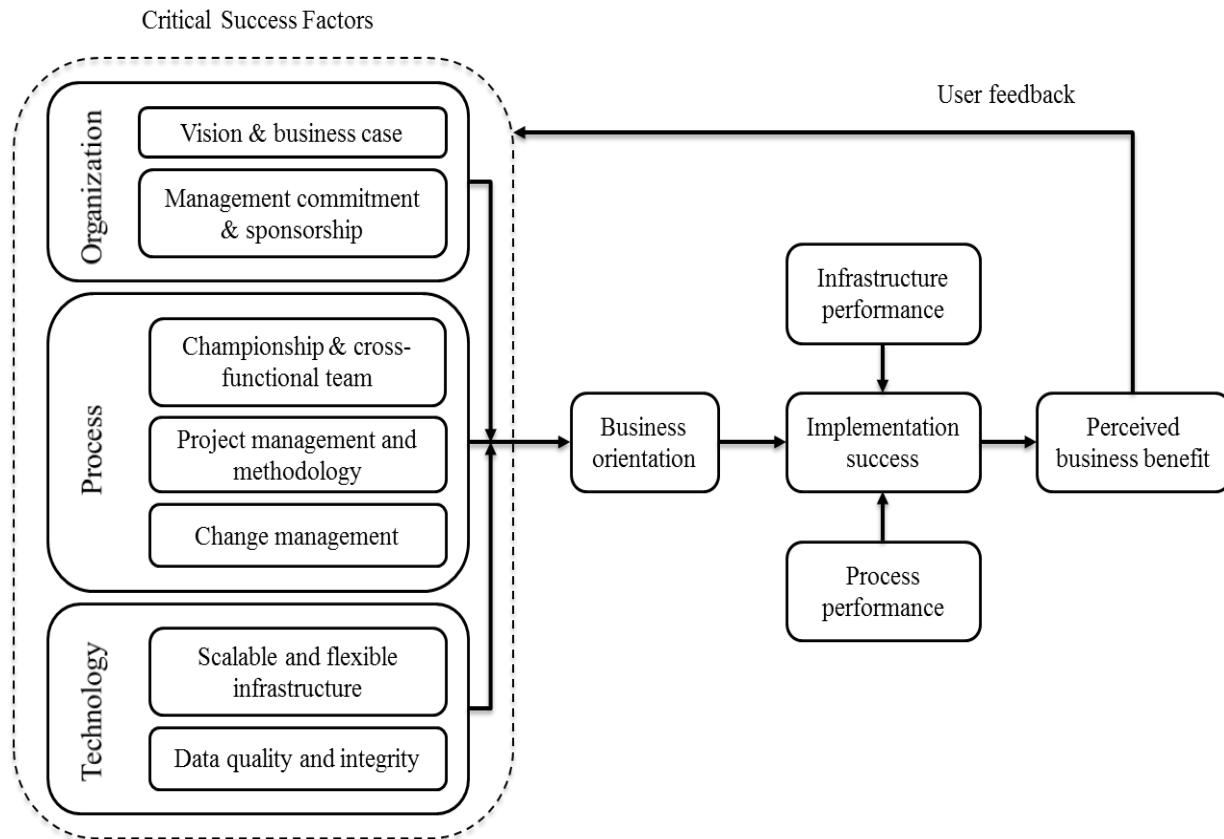 Critical Success Factors
Organization
Vision & business case
Management commitment
& sponsorship
Process
Championship & cross-
functional team
Project management and
methodology
Change management
Technology
Scalable and flexible
infrastructure
Data quality and integrity
Business
orientation
Infrastructure
performance
Implementation
success
Process
performance
Perceived
business benefit
User feedback